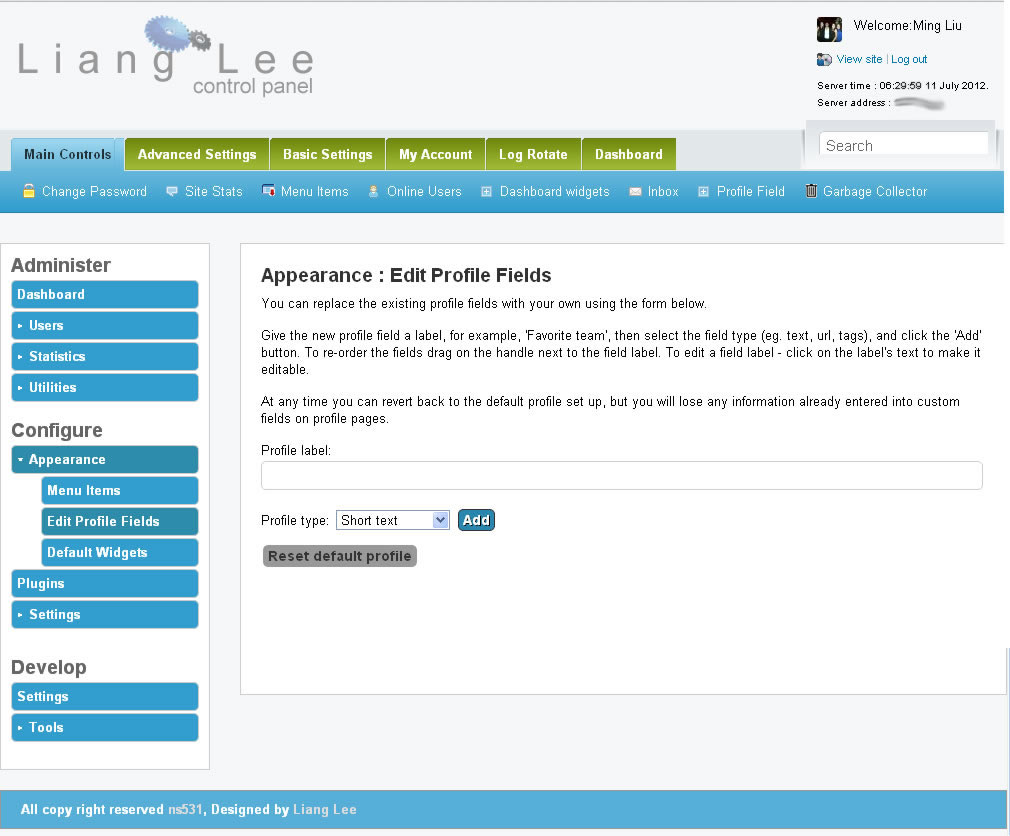 Liang Lee
control panel
Welcome:Ming Liu
View site | Log out
Server time : 06:29:59 11 July 2012.
Server address :
Main Controls
Advanced Settings
Basic Settings
My Account
Log Rotate
Dashboard
Search
Change Password
Site Stats
Menu Items
Online Users
Dashboard widgets
Inbox
Profile Field
Garbage Collector
Administer
Dashboard
Users
Statistics
Utilities
Configure
Appearance
Menu Items
Edit Profile Fields
Default Widgets
Plugins
Settings
Develop
Settings
Tools
Appearance : Edit Profile Fields
You can replace the existing profile fields with your own using the form below.
Give the new profile field a label, for example, 'Favorite team', then select the field type (eg. text, url, tags), and click the 'Add'
button. To re-order the fields drag on the handle next to the field label. To edit a field label - click on the label's text to make it
editable.
At any time you can revert back to the default profile set up, but you will lose any information already entered into custom
fields on profile pages.
Profile label:
Profile type: Short text Add
Reset default profile
All copy right reserved ns531, Designed by Liang Lee